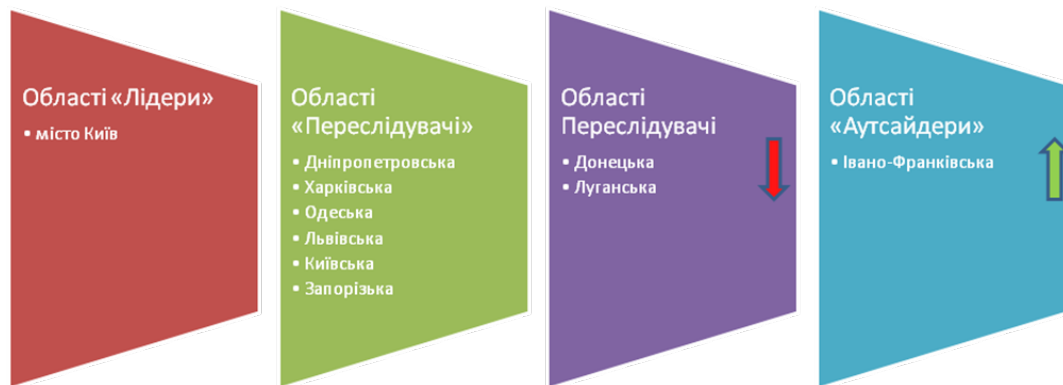 Області «Лідери»
• місто Київ
Області
«Переслідувачі»
• Дніпропетровська
• Харківська
• Одеська
• Львівська
• Київська
• Запорізька
Області
Переслідувачі
• Донецька
• Луганська
Області
«Аутсайдери»
• Івано-Франківська